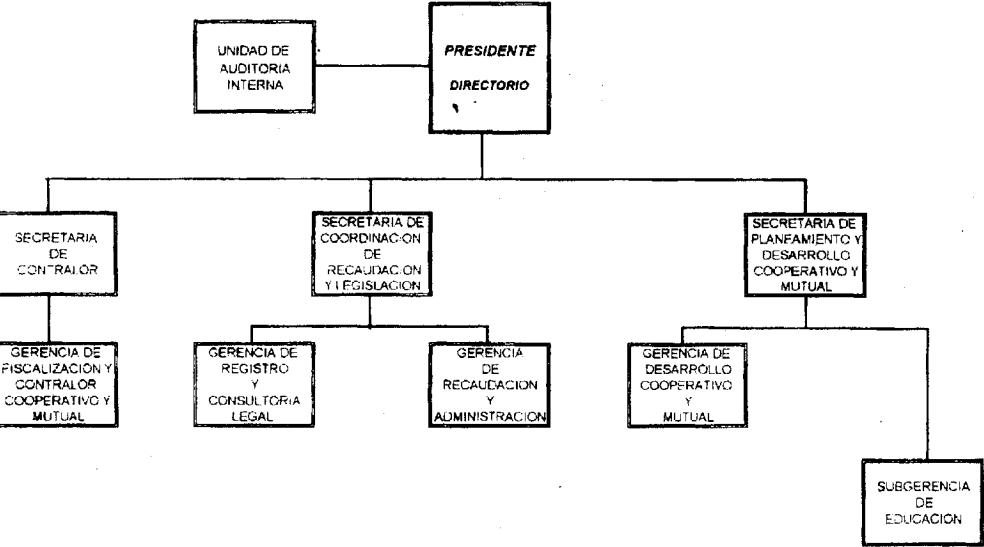 UNIDAD DE
AUDITORIA
INTERNA
PRESIDENTE
DIRECTORIO
SECRETARIA
DE
CONTRALOR
SECRETARIA DE
COORDINACION
DE
RECAUDACION
Y LEGISLACION
SECRETARIA DE
PLANEAMIENTO Y
DESARROLLO
COOPERATIVO Y
MUTUAL
GERENCIA DE
FISCALIZACION Y
CONTRALOR
COOPERATIVO Y
MUTUAL
GERENCIA DE
REGISTRO
Y
CONSULTORIA
LEGAL
GERENCIA
DE
RECAUDACION
Y
ADMINISTRACION
GERENCIA DE
DESARROLLO
COOPERATIVO
Y
MUTUAL
SUBGERENCIA
DE
EDUCACION